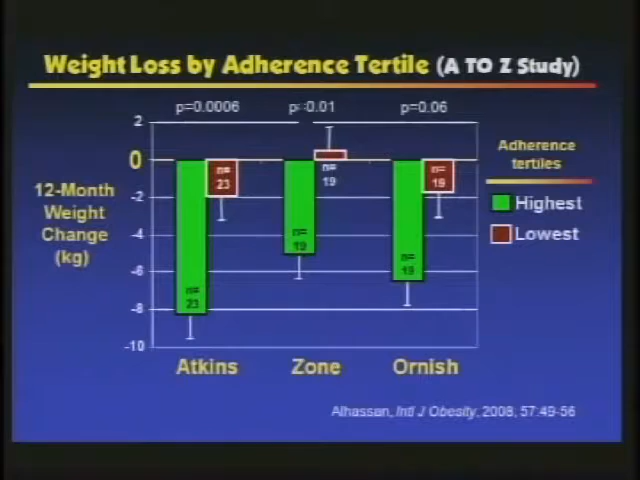 Weight Loss by Adherence Tertile (A TO Z Study)
p=0.0006 p<0.01 p=0.06
2
0
-2
-4
-6
-8
-10
12-Month
Weight
Change
(kg)
n=
23
n=
23
n=
19
n=
19
n=
19
n=
19
Atkins Zone Ornish
Adherence
tertiles
Highest
Lowest
Alhassan, Intl J Obesity, 2008, 57:49-56